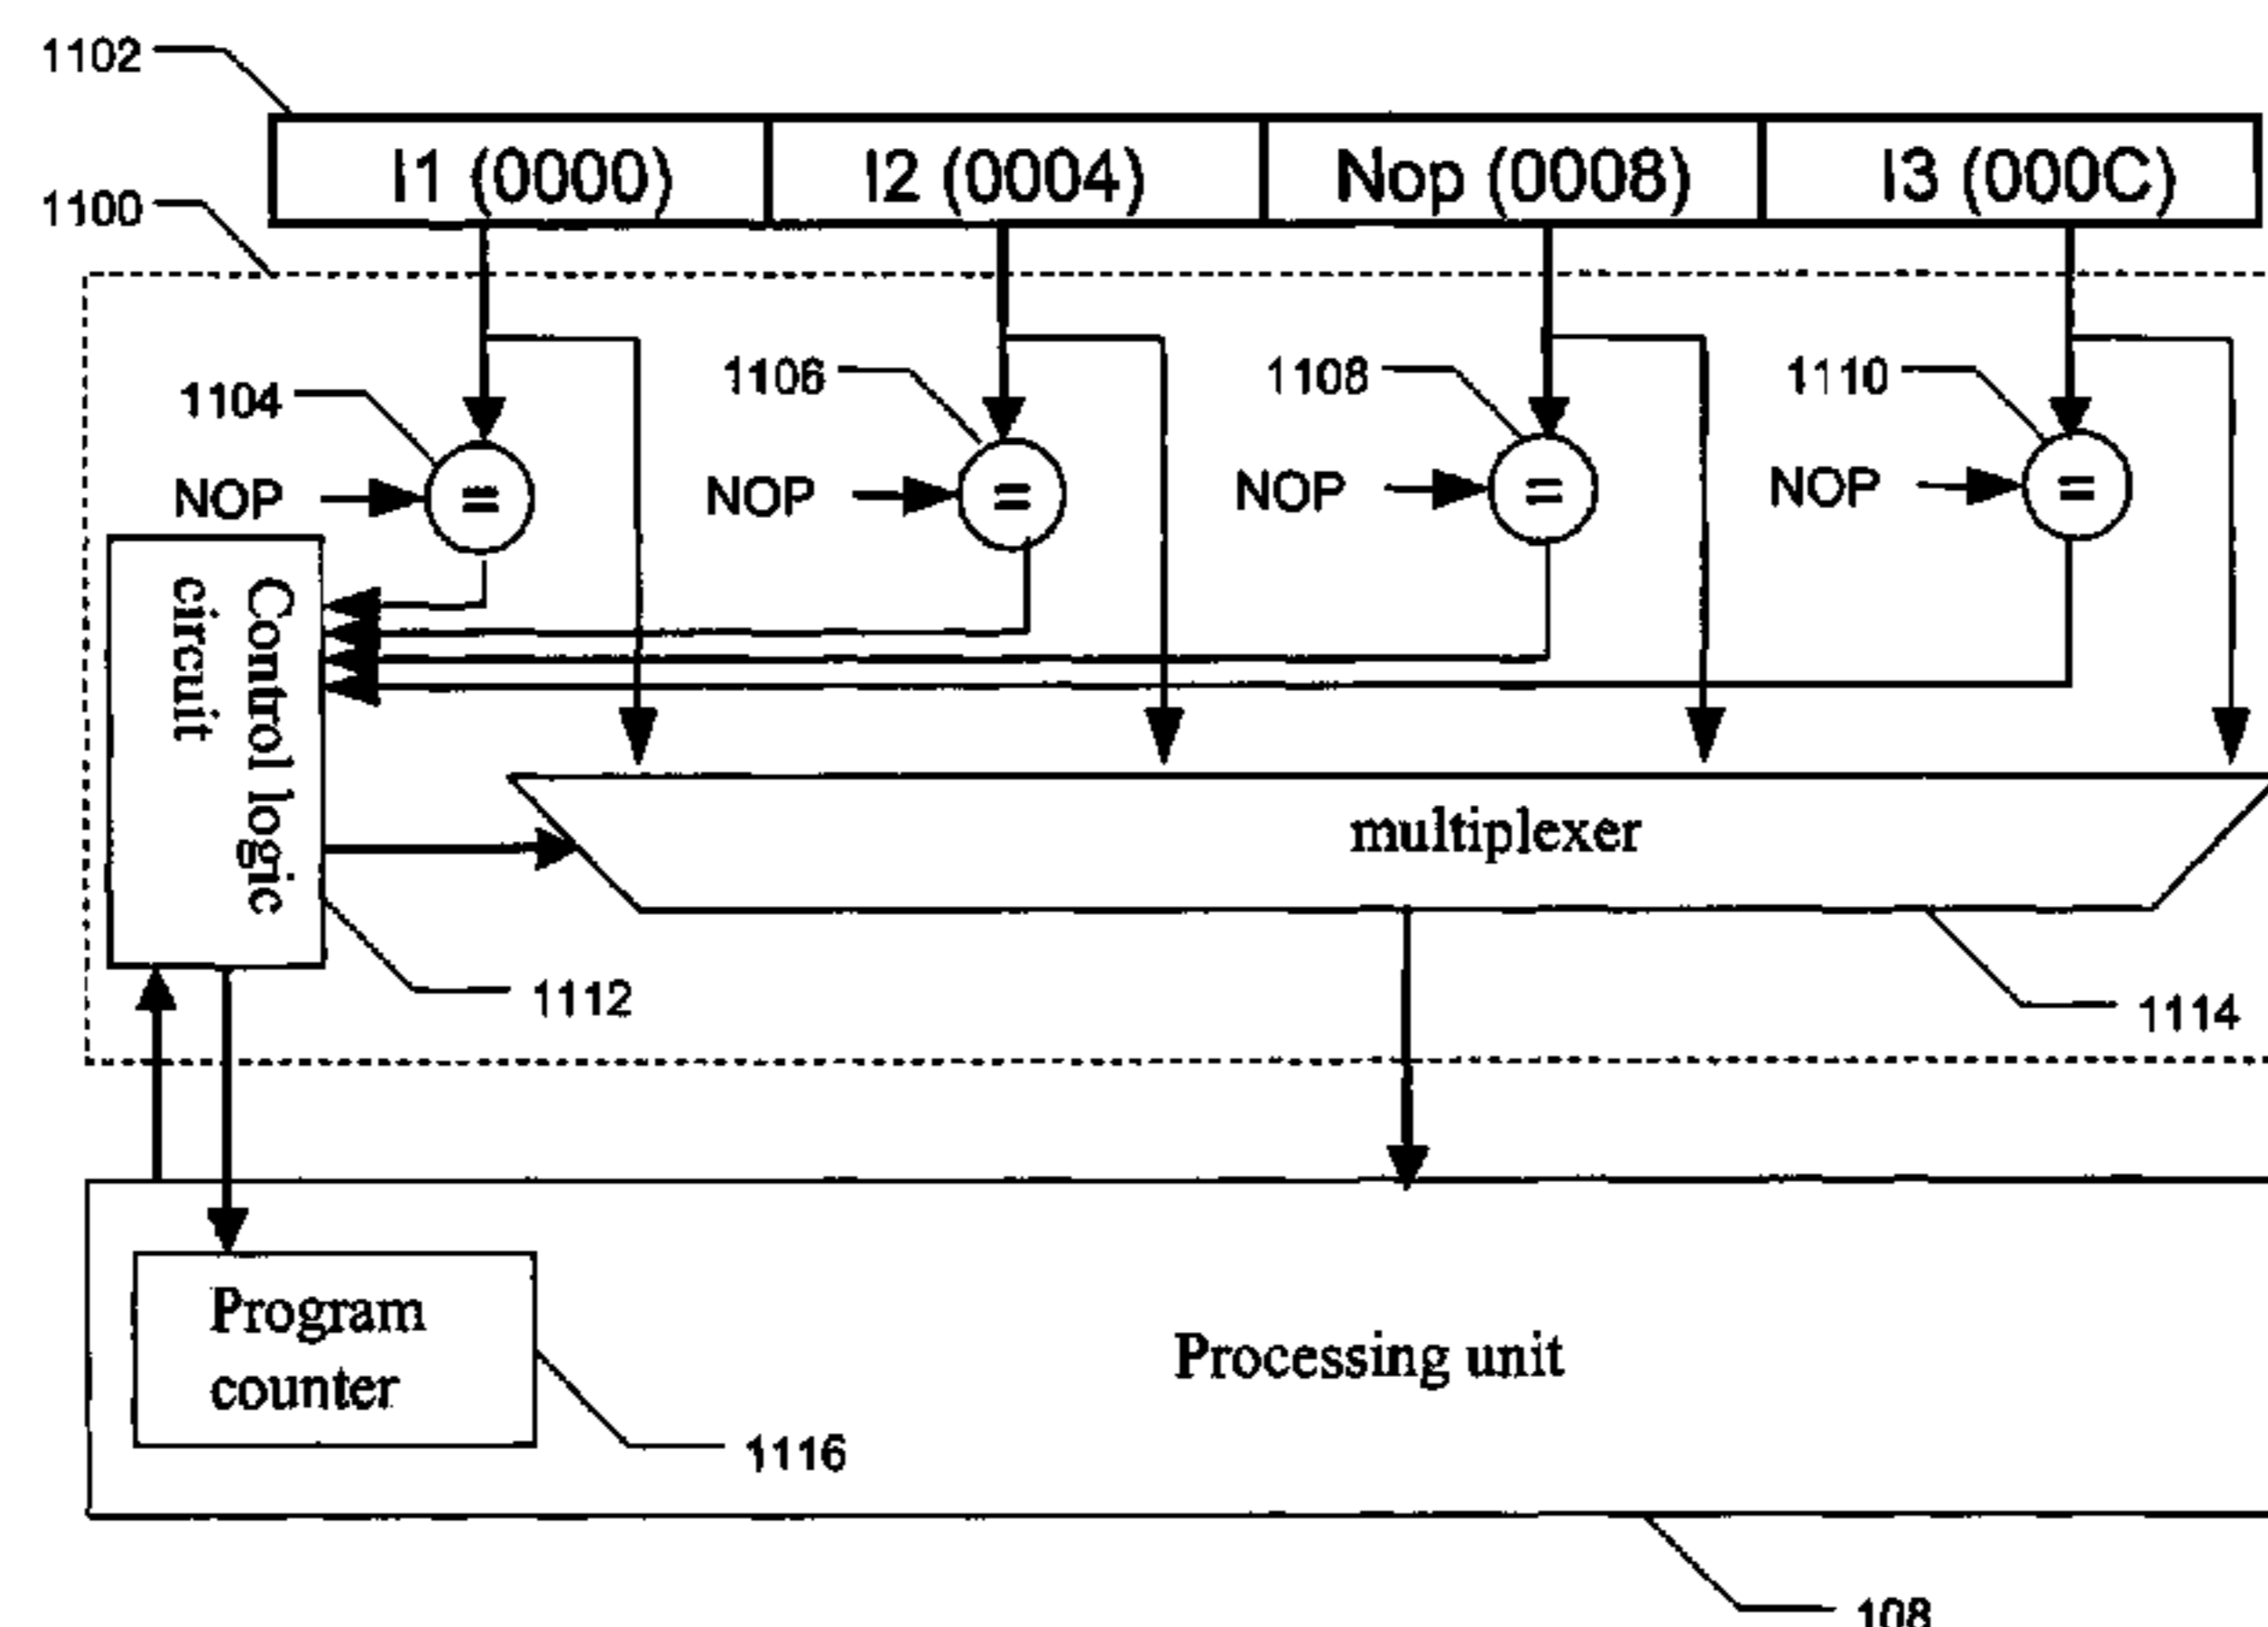 1102
I1 (0000) I2 (0004) Nop (0008) I3 (000C)
1100
1104 1106 1108 1110
NOP = NOP = NOP = NOP =
Control logic
circuit
multiplexer
1112 1114
Program
counter
Processing unit
1116
108